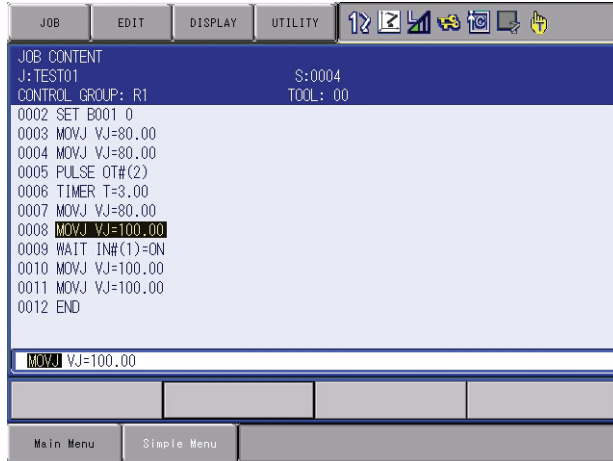 JOB EDIT DISPLAY UTILITY
JOB CONTENT
J:TEST01 S:0004
CONTROL GROUP: R1 TOOL: 00
0002 SET B001 0
0003 MOVJ VJ=80.00
0004 MOVJ VJ=80.00
0005 PULSE OT#(2)
0006 TIMER T=3.00
0007 MOVJ VJ=80.00
0008 MOVJ VJ=100.00
0009 WAIT IN#(1)=ON
0010 MOVJ VJ=100.00
0011 MOVJ VJ=100.00
0012 END
MOVJ VJ=100.00
Main Menu Simple Menu